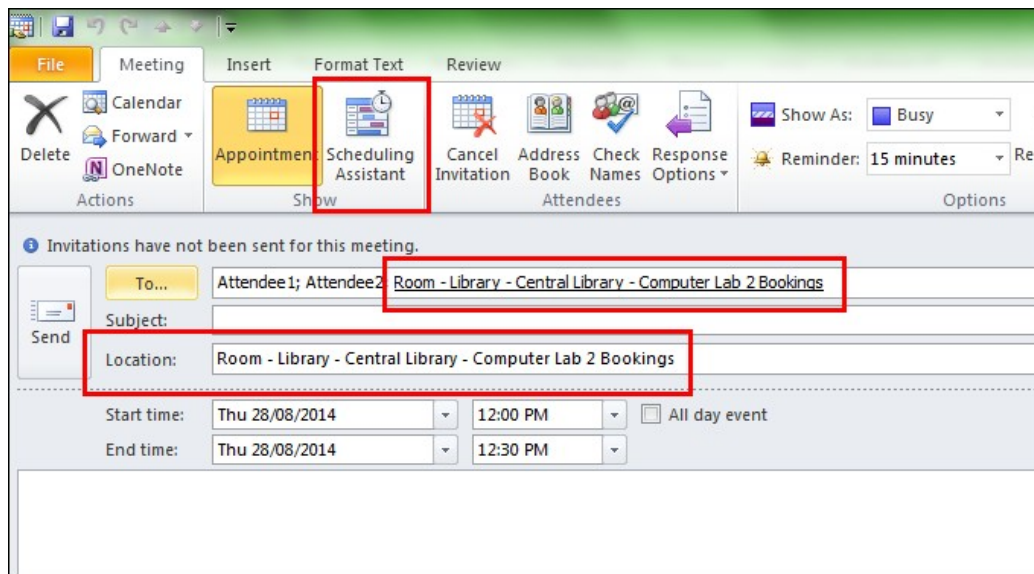 File Meeting Insert Format Text Review
Delete
Calendar
Forward
OneNote
Actions
Appointment
Scheduling
Assistant
Show
Cancel
Invitation
Address
Book
Check
Names
Response
Options
Attendees
Show As: Busy
Reminder: 15 minutes
Re
Options
Invitations have not been sent for this meeting.
Send
To... Attendee1; Attendee2 Room - Library - Central Library - Computer Lab 2 Bookings
Subject:
Location: Room - Library - Central Library - Computer Lab 2 Bookings
Start time: Thu 28/08/2014 12:00 PM All day event
End time: Thu 28/08/2014 12:30 PM